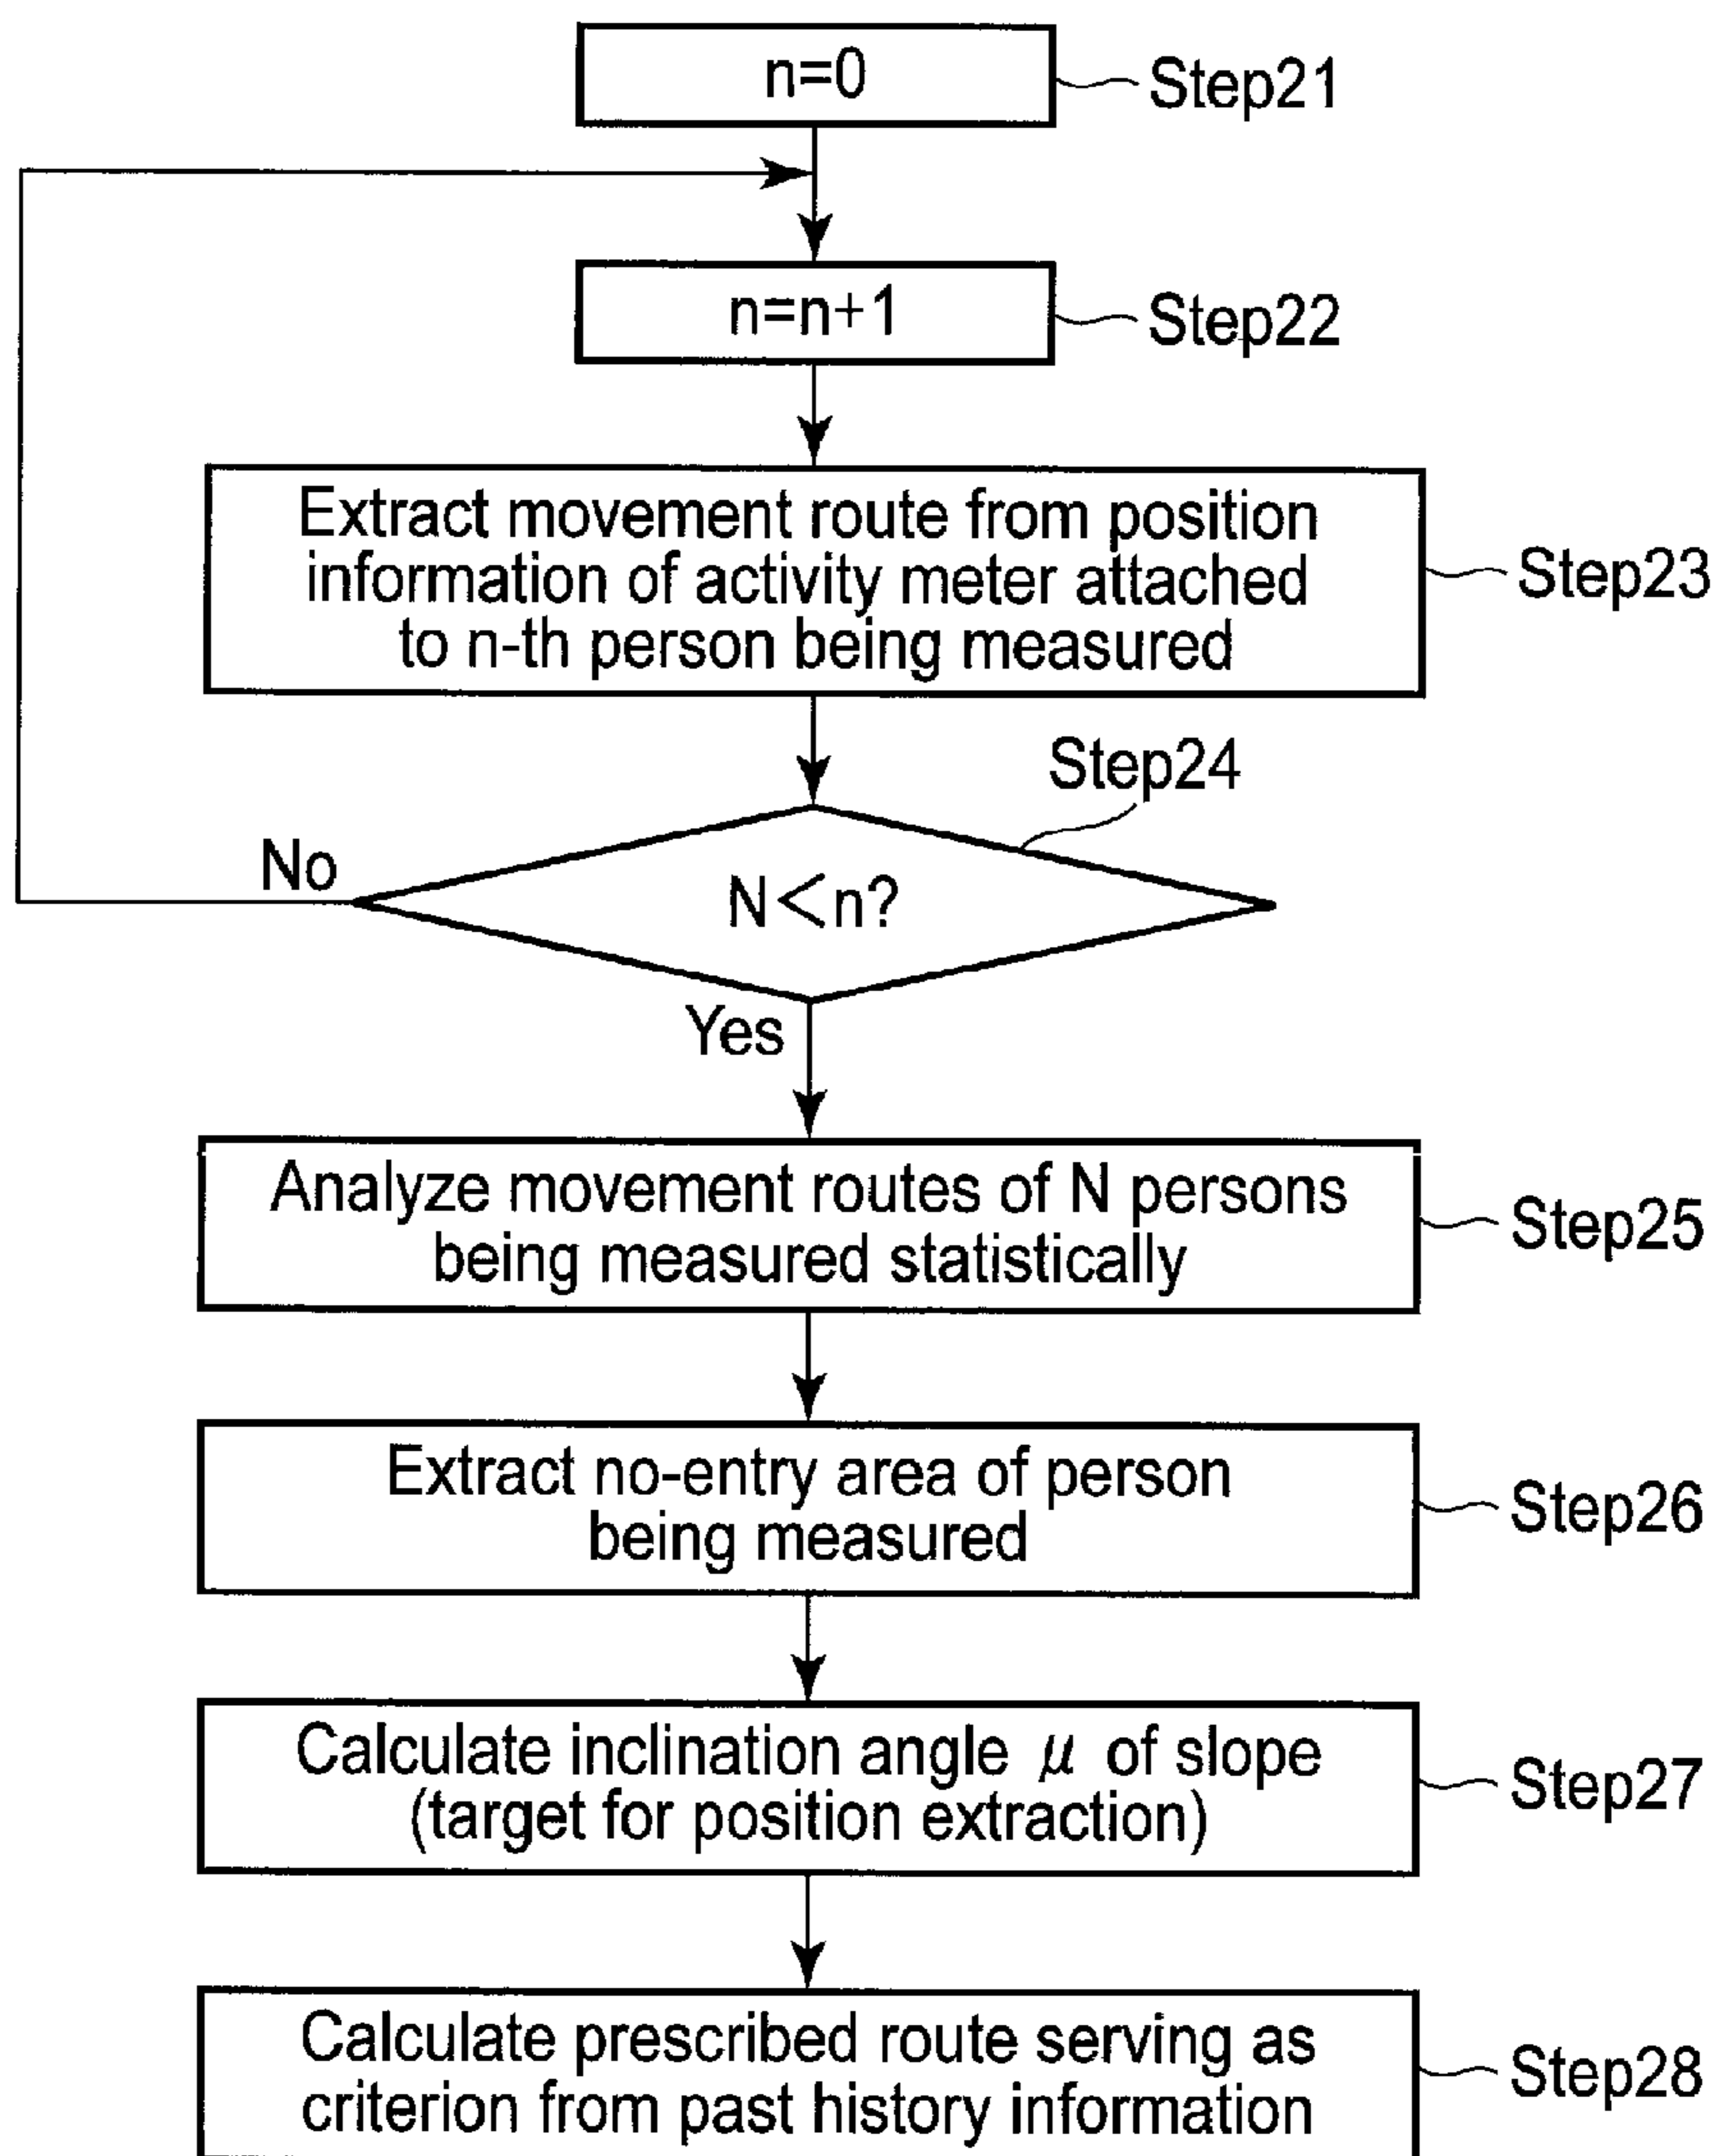 n=0
Step21
n=n+1
Step22
Extract movement route from position
information of activity meter attached
to n-th person being measured
Step23
Step24
No
N<n?
Yes
Analyze movement routes of N persons
being measured statistically
Step25
Extract no-entry area of person
being measured
Step26
Calculate inclination angle μ of slope
(target for position extraction)
Step27
Calculate prescribed route serving as
criterion from past history information
Step28